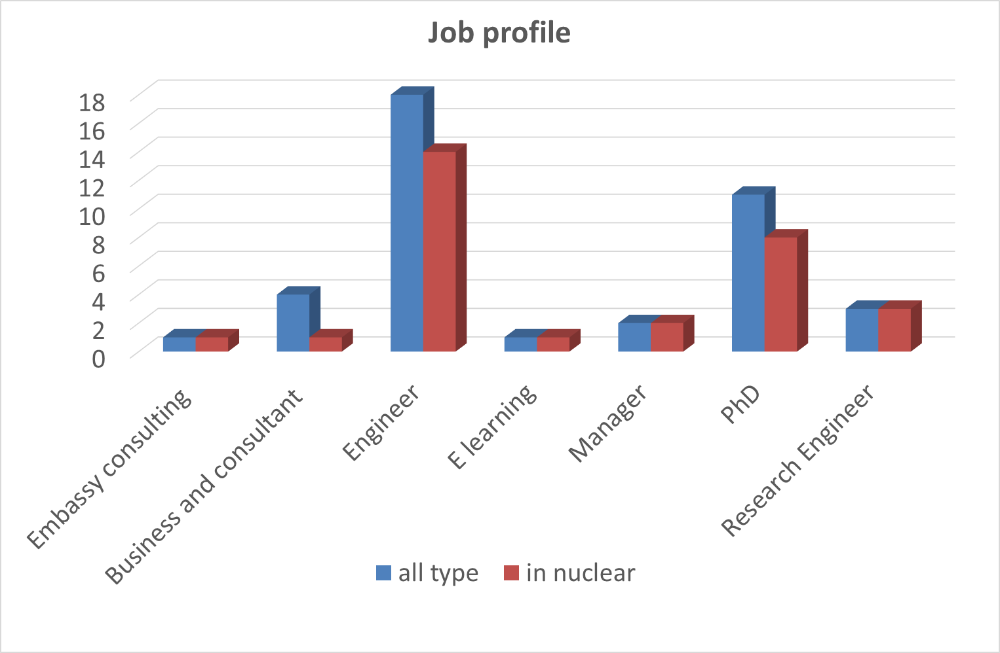 Job profile
18
16
14
12
10
8
6
4
2
0
Embassy consulting
Business and consultant
Engineer
E learning
Manager
PhD
Research Engineer
all type
in nuclear